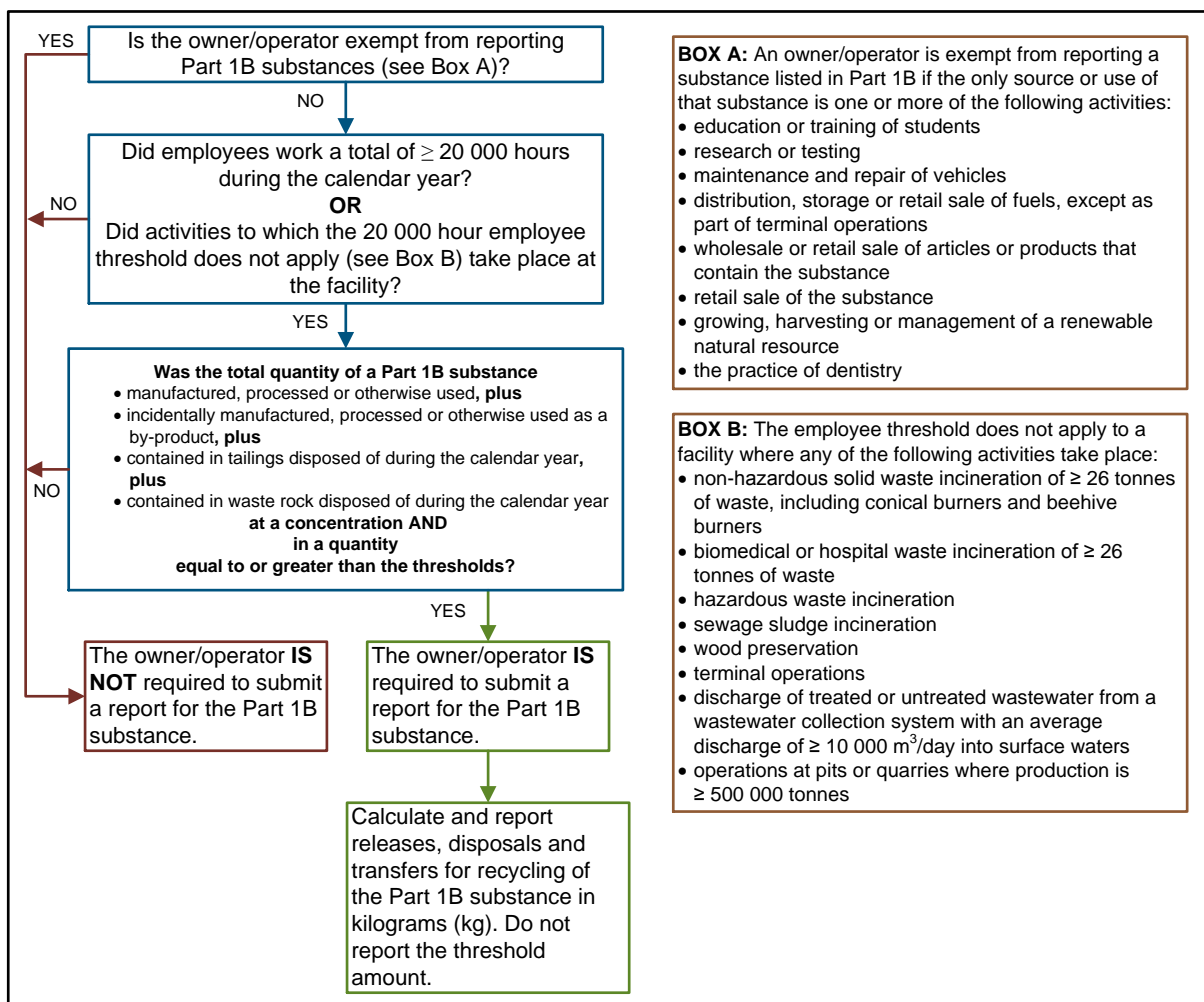 YES
Is the owner/operator exempt from reporting
Part 1B substances (see Box A)?
NO
Did employees work a total of ≥ 20 000 hours
during the calendar year?
OR
Did activities to which the 20 000 hour employee
threshold does not apply (see Box B) take place at
the facility?
NO
YES
Was the total quantity of a Part 1B substance
• manufactured, processed or otherwise used, plus
• incidentally manufactured, processed or otherwise used as a
by-product, plus
• contained in tailings disposed of during the calendar year,
plus
• contained in waste rock disposed of during the calendar year
at a concentration AND
in a quantity
equal to or greater than the thresholds?
NO
YES
The owner/operator IS
NOT required to submit
a report for the Part 1B
substance.
The owner/operator IS
required to submit a
report for the Part 1B
substance.
Calculate and report
releases, disposals and
transfers for recycling of
the Part 1B substance in
kilograms (kg). Do not
report the threshold
amount.
BOX A: An owner/operator is exempt from reporting a
substance listed in Part 1B if the only source or use of
that substance is one or more of the following activities:
• education or training of students
• research or testing
• maintenance and repair of vehicles
• distribution, storage or retail sale of fuels, except as
part of terminal operations
• wholesale or retail sale of articles or products that
contain the substance
• retail sale of the substance
• growing, harvesting or management of a renewable
natural resource
• the practice of dentistry
BOX B: The employee threshold does not apply to a
facility where any of the following activities take place:
• non-hazardous solid waste incineration of ≥ 26 tonnes
of waste, including conical burners and beehive
burners
• biomedical or hospital waste incineration of ≥ 26
tonnes of waste
• hazardous waste incineration
• sewage sludge incineration
• wood preservation
• terminal operations
• discharge of treated or untreated wastewater from a
wastewater collection system with an average
discharge of ≥ 10 000 m³/day into surface waters
• operations at pits or quarries where production is
≥ 500 000 tonnes